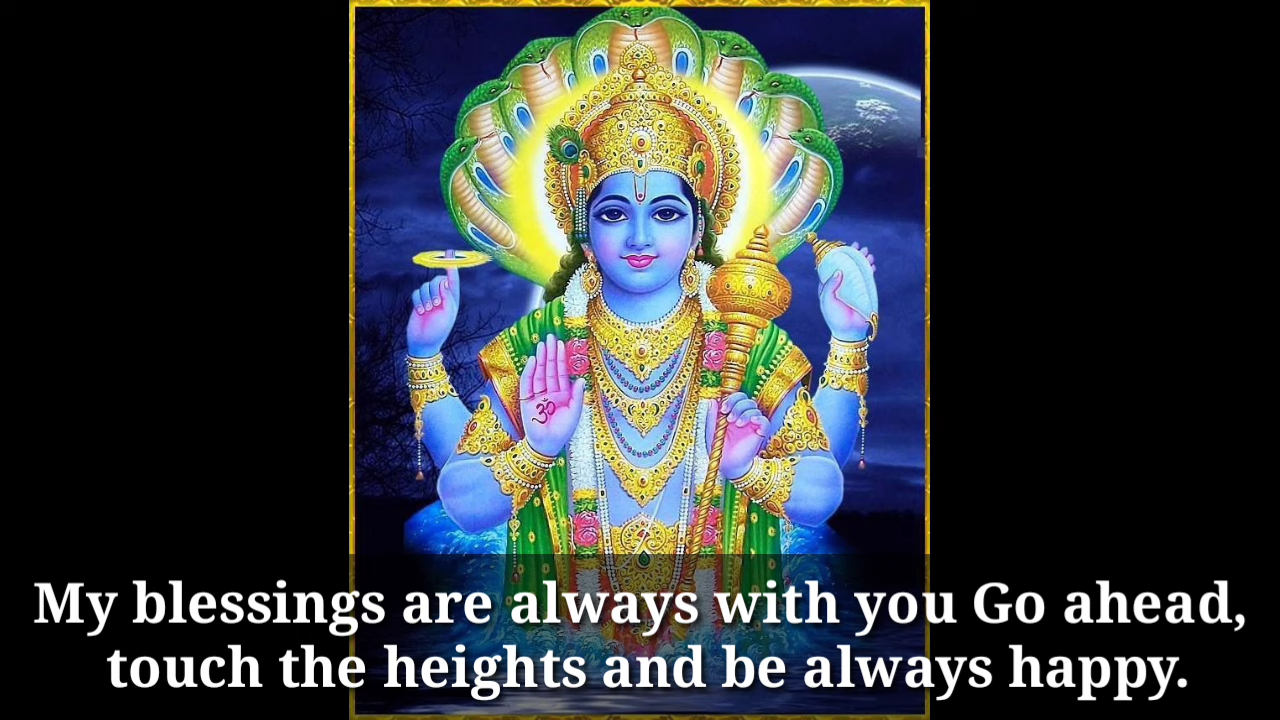 ॐ
My blessings are always with you Go ahead,
touch the heights and be always happy.